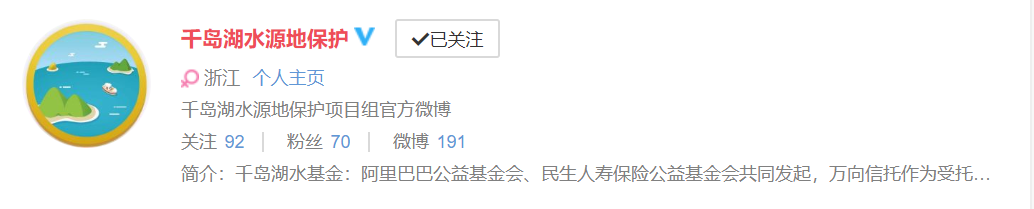 千岛湖水源地保护 已关注
浙江 个人主页
千岛湖水源地保护项目组官方微博
关注 92 粉丝 70 微博 191
简介：千岛湖水基金：阿里巴巴公益基金会、民生人寿保险公益基金会共同发起，万向信托作为受托...